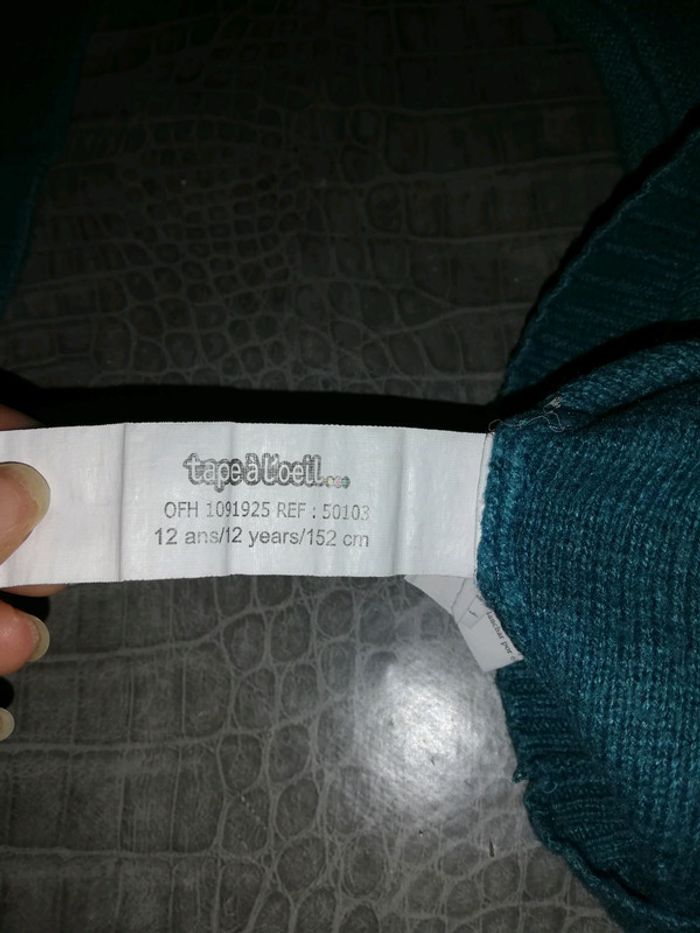 tape à l'oeil...
OFH 1091925 REF : 50103
12 ans/12 years/152 cm